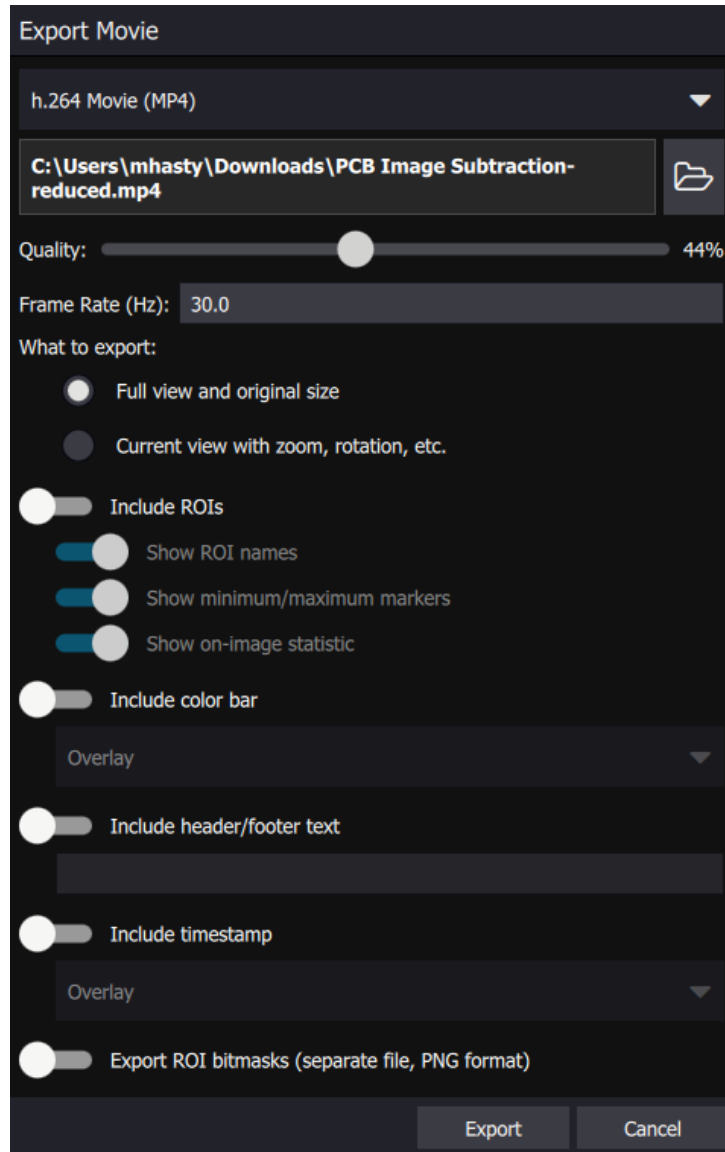 Export Movie
h.264 Movie (MP4)
C:\Users\mhasty\Downloads\PCB Image Subtraction-
reduced.mp4
Quality: 44%
Frame Rate (Hz): 30.0
What to export:
Full view and original size
Current view with zoom, rotation, etc.
Include ROIs
Show ROI names
Show minimum/maximum markers
Show on-image statistic
Include color bar
Overlay
Include header/footer text
Include timestamp
Overlay
Export ROI bitmasks (separate file, PNG format)
Export Cancel